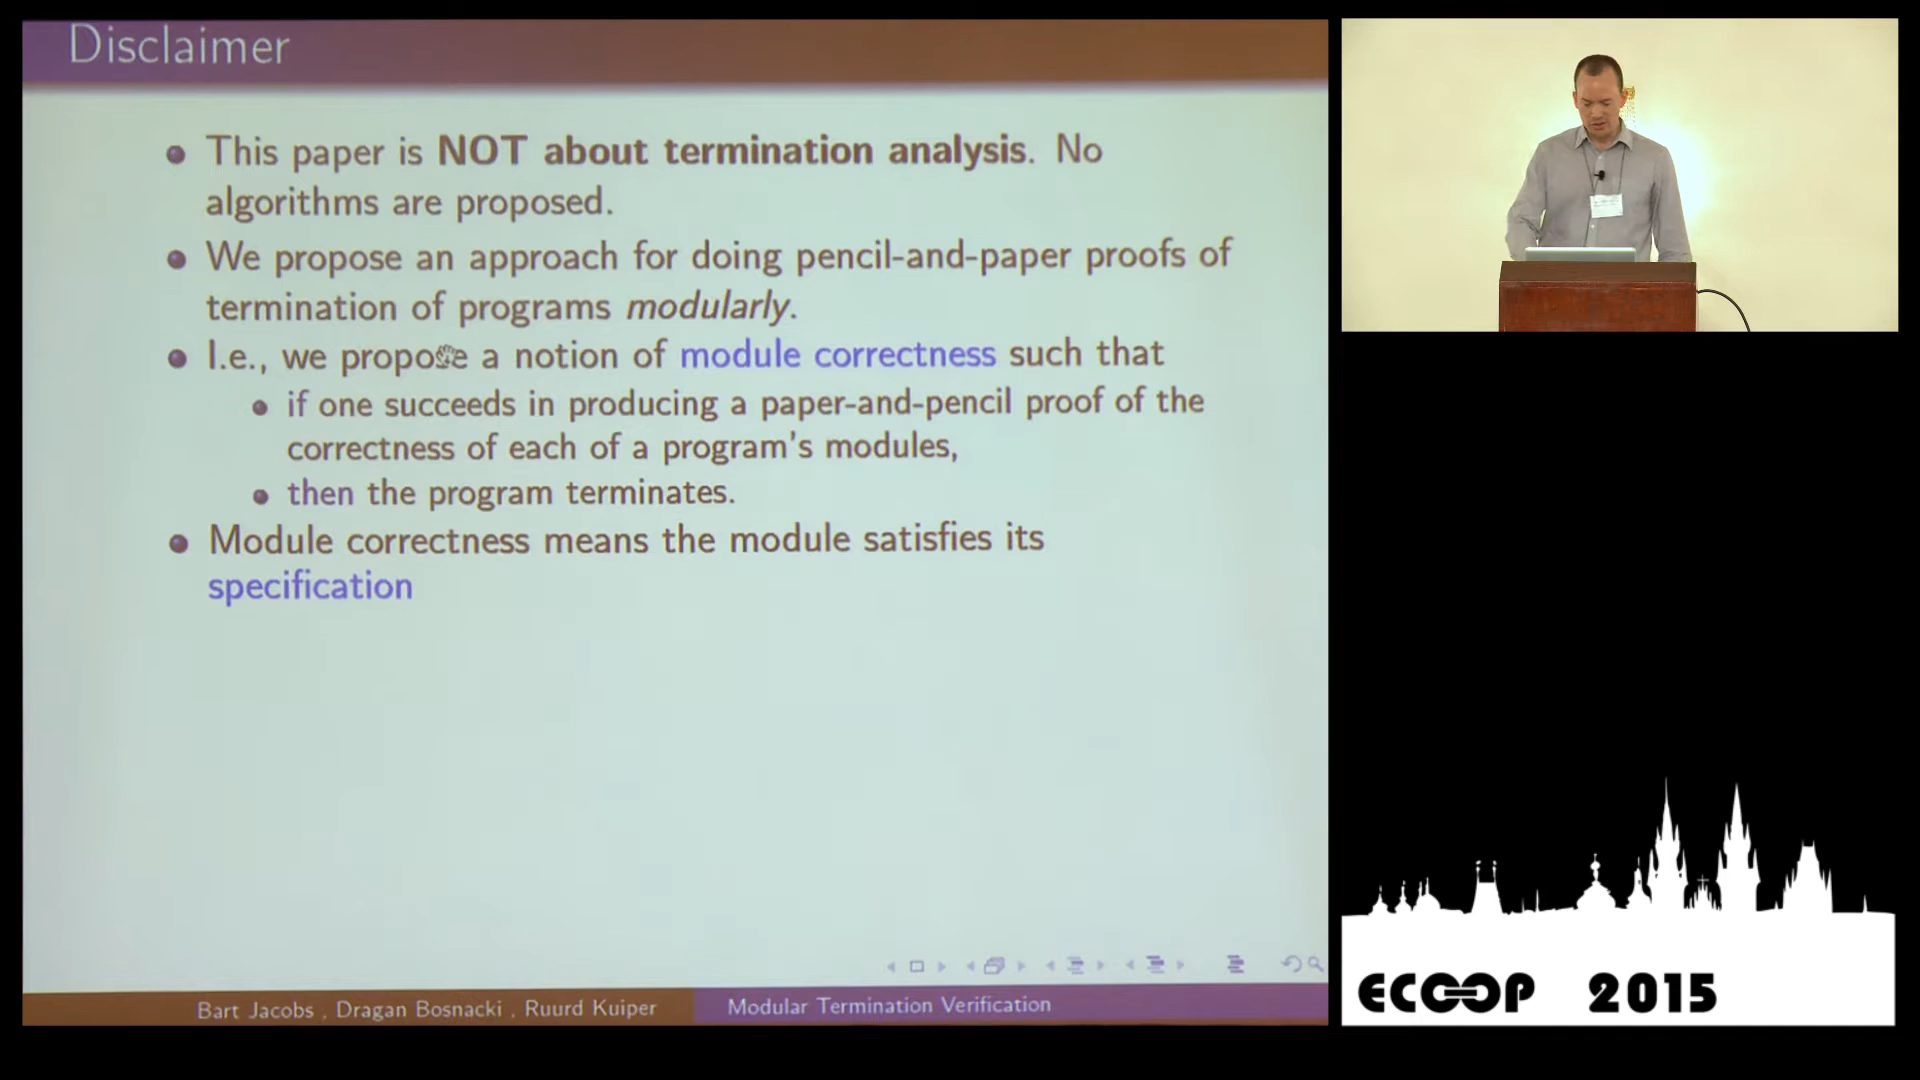 Disclaimer
This paper is NOT about termination analysis. No
algorithms are proposed.
We propose an approach for doing pencil-and-paper proofs of
termination of programs modularly.
I.e., we propose a notion of module correctness such that
if one succeeds in producing a paper-and-pencil proof of the
correctness of each of a program's modules,
then the program terminates.
Module correctness means the module satisfies its
specification
Bart Jacobs , Dragan Bosnacki , Ruurd Kuiper
Modular Termination Verification
ECOOP 2015